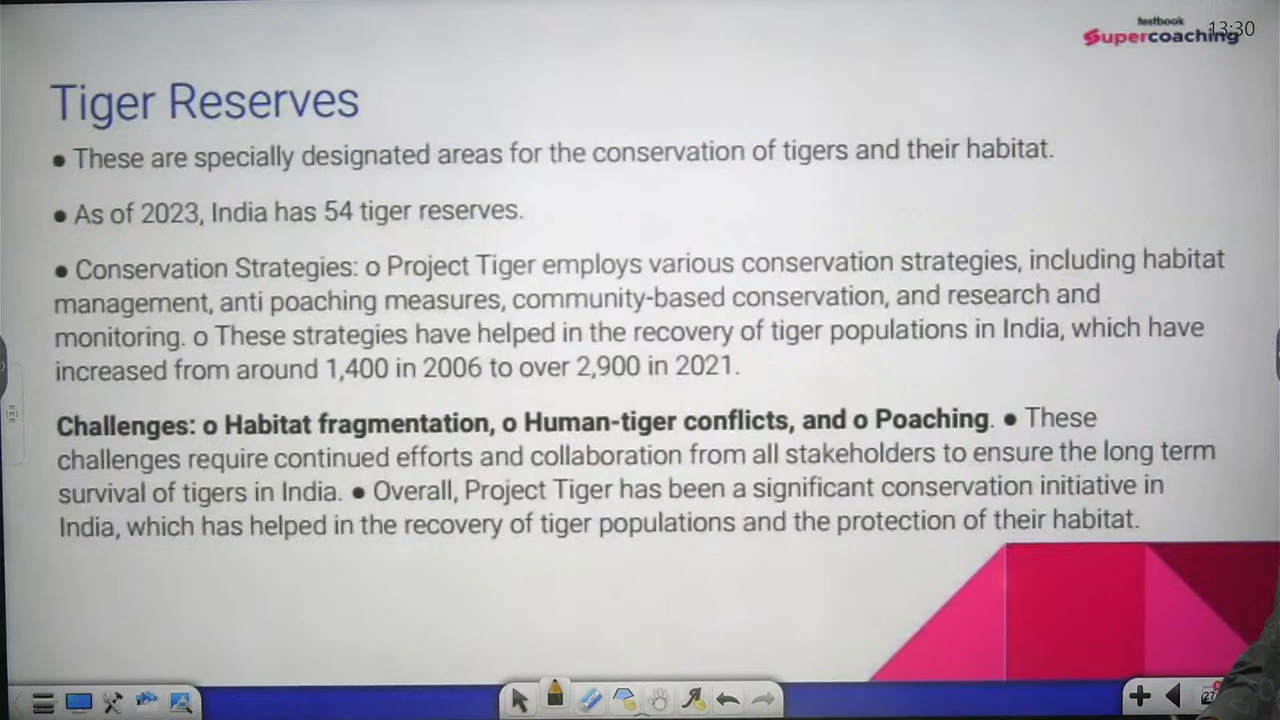 testbook
Supercoaching
13:30
Tiger Reserves
● These are specially designated areas for the conservation of tigers and their habitat.
● As of 2023, India has 54 tiger reserves.
● Conservation Strategies: o Project Tiger employs various conservation strategies, including habitat
management, anti poaching measures, community-based conservation, and research and
monitoring. o These strategies have helped in the recovery of tiger populations in India, which have
increased from around 1,400 in 2006 to over 2,900 in 2021.
Challenges: o Habitat fragmentation, o Human-tiger conflicts, and o Poaching. ● These
challenges require continued efforts and collaboration from all stakeholders to ensure the long term
survival of tigers in India. ● Overall, Project Tiger has been a significant conservation initiative in
India, which has helped in the recovery of tiger populations and the protection of their habitat.
27